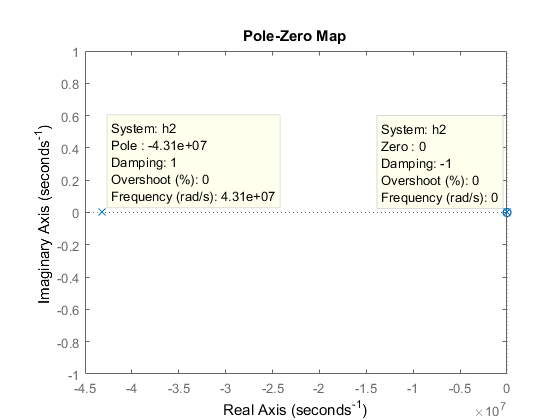 Pole-Zero Map
Imaginary Axis (seconds⁻¹)
1
0.8
0.6
0.4
0.2
0
-0.2
-0.4
-0.6
-0.8
-1
System: h2
Pole : -4.31e+07
Damping: 1
Overshoot (%): 0
Frequency (rad/s): 4.31e+07
System: h2
Zero : 0
Damping: -1
Overshoot (%): 0
Frequency (rad/s): 0
-4.5 -4 -3.5 -3 -2.5 -2 -1.5 -1 -0.5 0
Real Axis (seconds⁻¹)
×10⁷